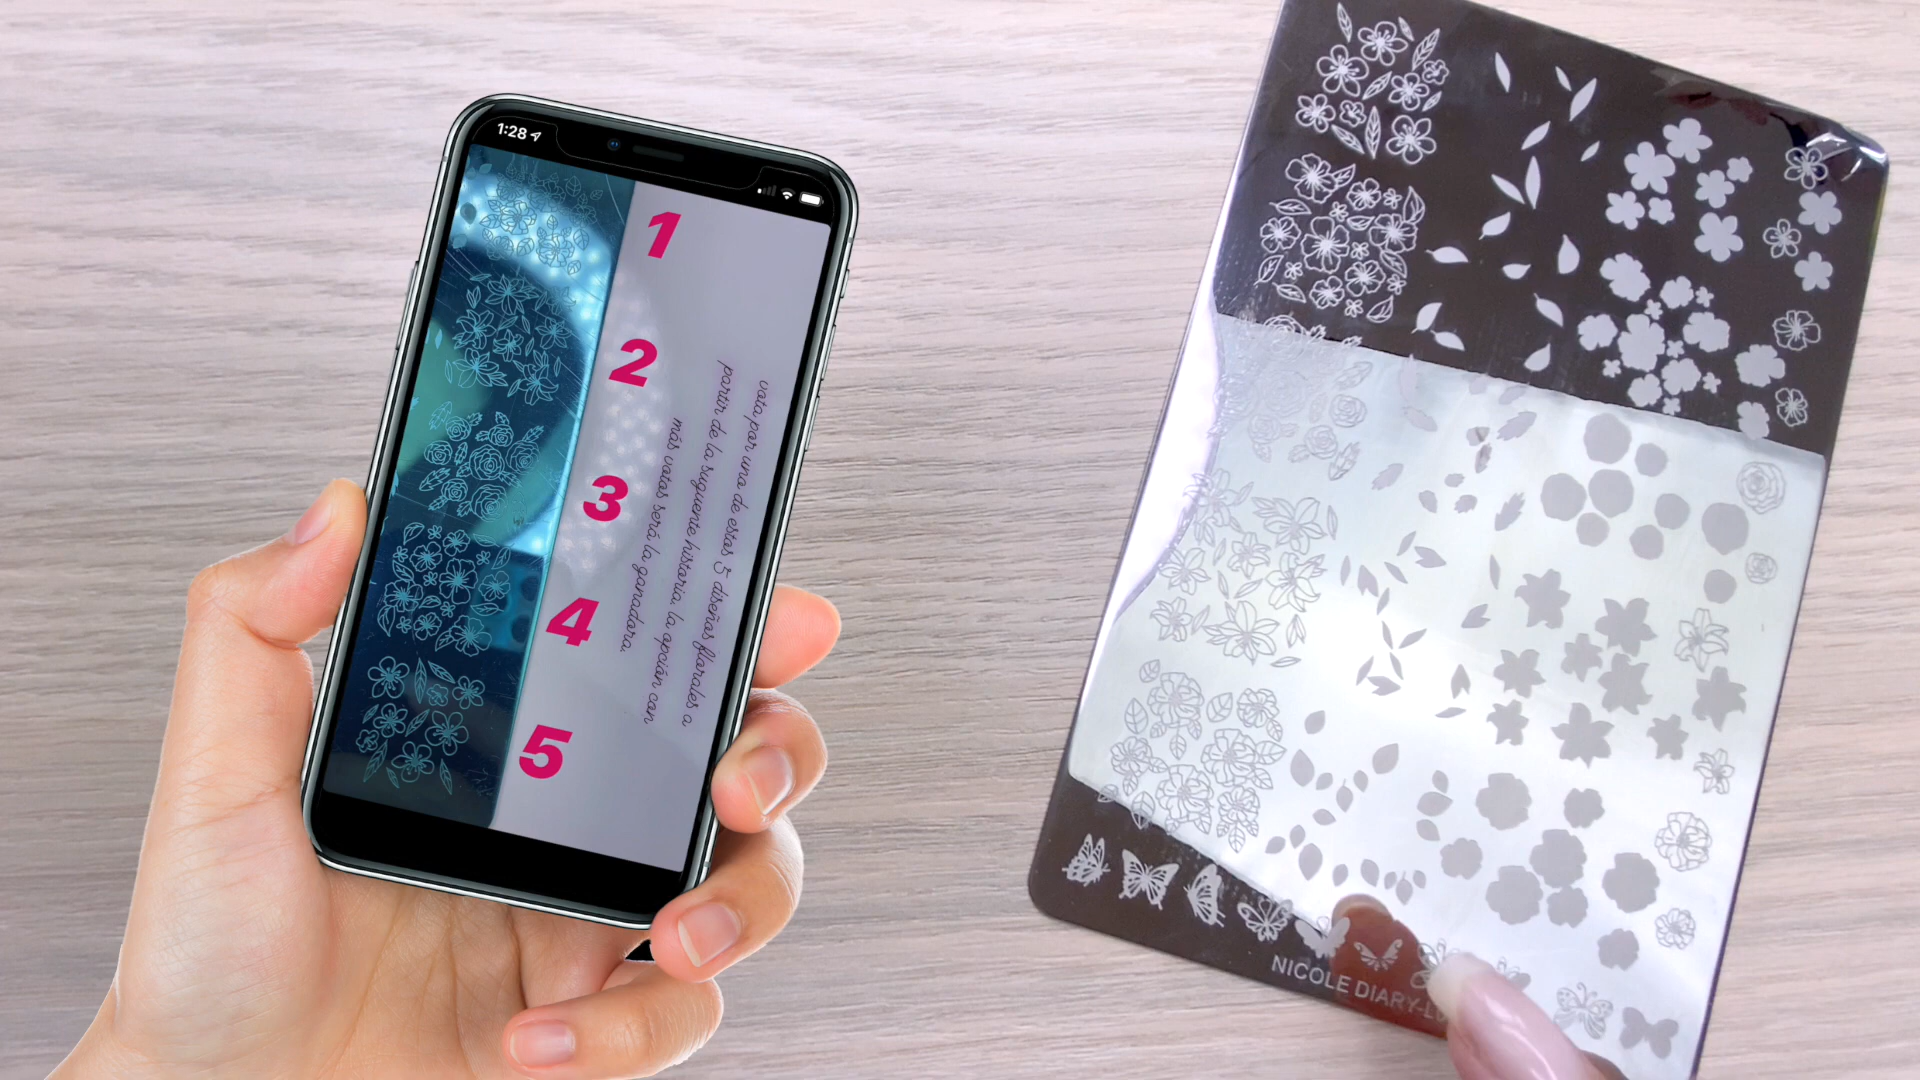 1:28
1
2
3
4
5
vota por una de estas 5 diseños florales a
partir de la siguiente historia. la opción con
más votos será la ganadora.
NICOLE DIARY-L